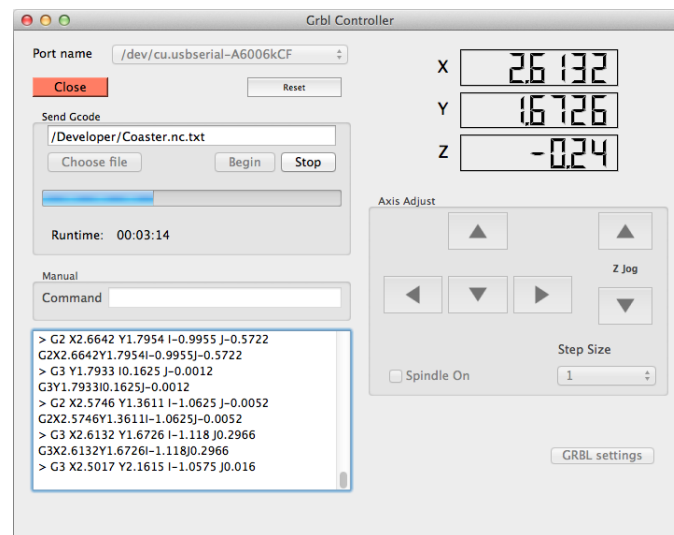 Grbl Controller
Port name /dev/cu.usbserial-A6006kCF
Close Reset
Send Gcode
/Developer/Coaster.nc.txt
Choose file Begin Stop
Runtime: 00:03:14
Manual
Command
> G2 X2.6642 Y1.7954 I-0.9955 J-0.5722
G2X2.6642Y1.7954I-0.9955J-0.5722
> G3 Y1.7933 I0.1625 J-0.0012
G3Y1.7933I0.1625J-0.0012
> G2 X2.5746 Y1.3611 I-1.0625 J-0.0052
G2X2.5746Y1.3611I-1.0625J-0.0052
> G3 X2.6132 Y1.6726 I-1.118 J0.2966
G3X2.6132Y1.6726I-1.118J0.2966
> G3 X2.5017 Y2.1615 I-1.0575 J0.016
X 2.6132
Y 1.6726
Z -0.24
Axis Adjust
Z Jog
Step Size
Spindle On 1
GRBL settings